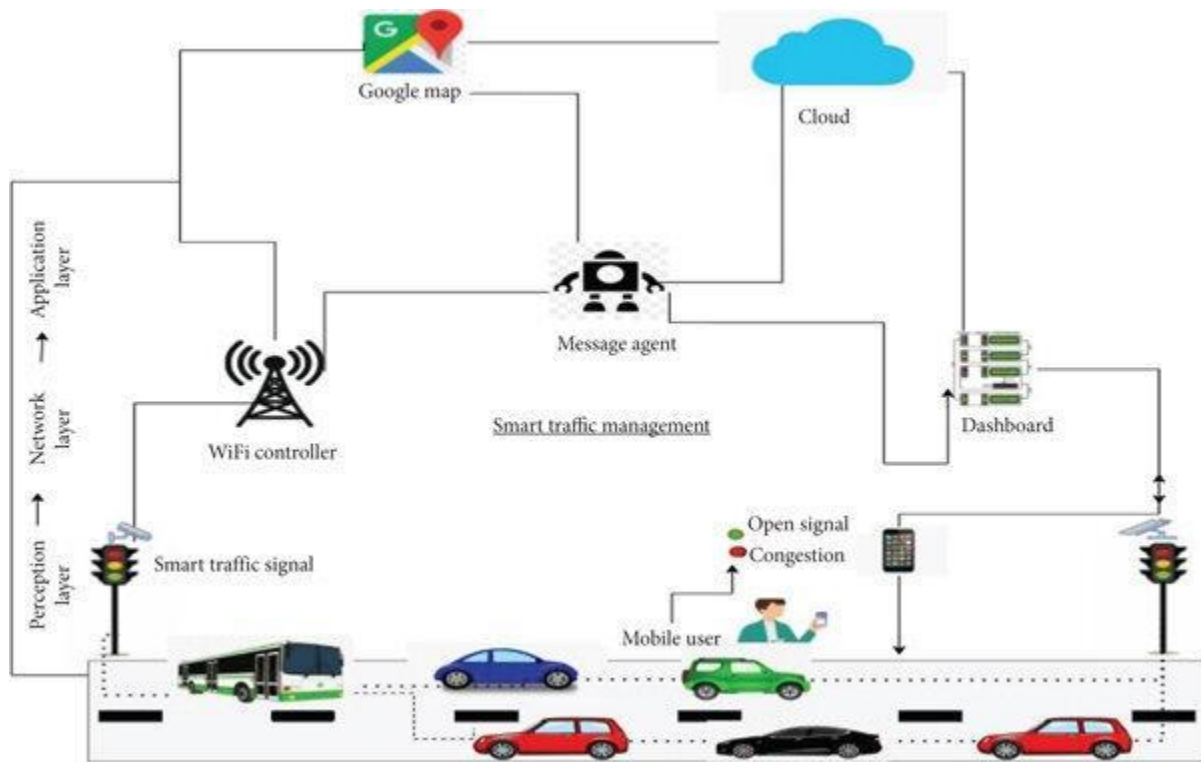 G
Google map
Cloud
Application
layer
Message agent
Network
layer
WiFi controller
Smart traffic management
Dashboard
Perception
layer
Smart traffic signal
Open signal
Congestion
Mobile user